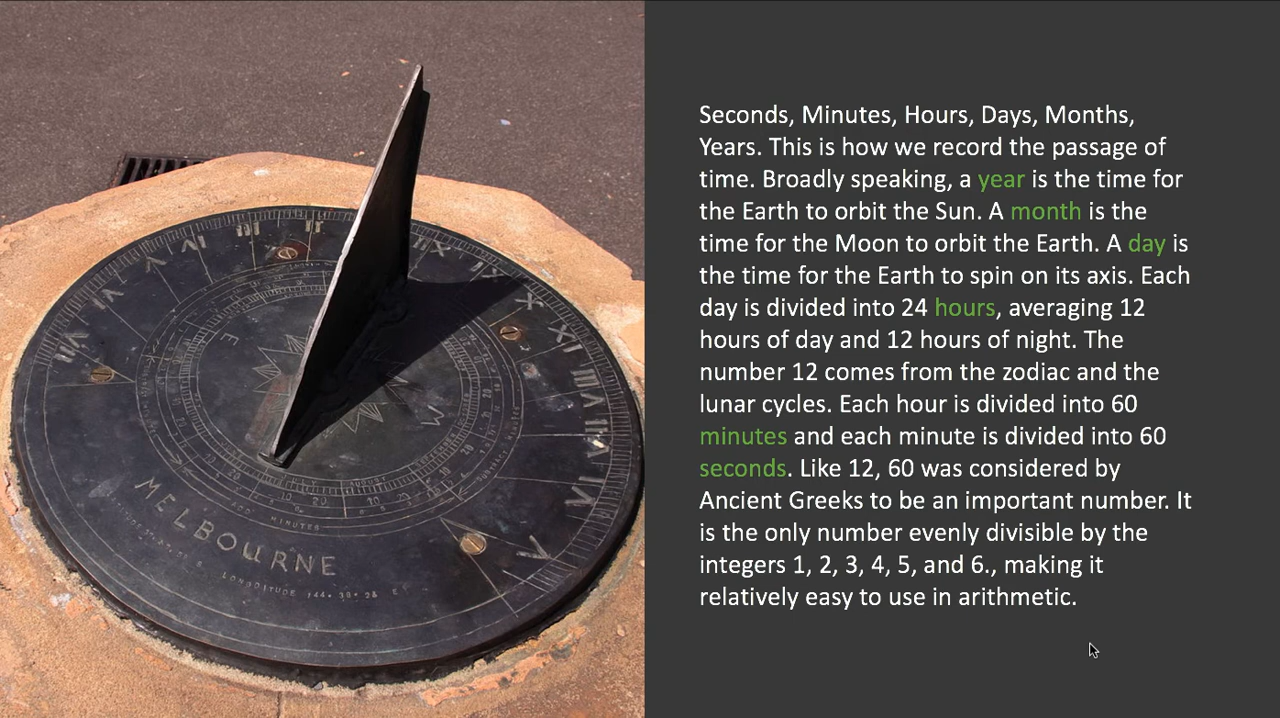 Seconds, Minutes, Hours, Days, Months,
Years. This is how we record the passage of
time. Broadly speaking, a year is the time for
the Earth to orbit the Sun. A month is the
time for the Moon to orbit the Earth. A day is
the time for the Earth to spin on its axis. Each
day is divided into 24 hours, averaging 12
hours of day and 12 hours of night. The
number 12 comes from the zodiac and the
lunar cycles. Each hour is divided into 60
minutes and each minute is divided into 60
seconds. Like 12, 60 was considered by
Ancient Greeks to be an important number. It
is the only number evenly divisible by the
integers 1, 2, 3, 4, 5, and 6., making it
relatively easy to use in arithmetic.
MELBOURNE